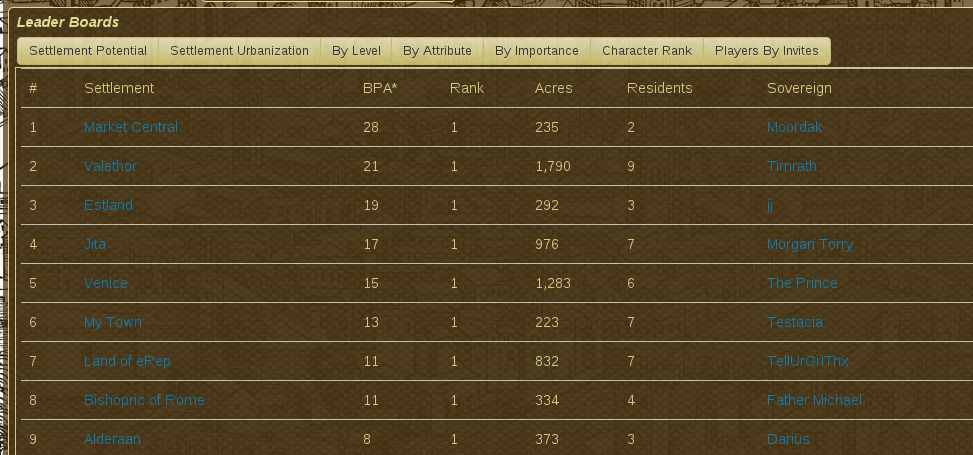 Leader Boards
Settlement Potential Settlement Urbanization By Level By Attribute By Importance Character Rank Players By Invites
# Settlement BPA* Rank Acres Residents Sovereign
1 Market Central 28 1 235 2 Moordak
2 Valethor 21 1 1,790 9 Timrath
3 Estland 19 1 292 3 jj
4 Jita 17 1 976 7 Morgan Torry
5 Venice 15 1 1,283 6 The Prince
6 My Town 13 1 223 7 Testacia
7 Land of eRep 11 1 832 7 TellUrGrlThx
8 Bishopric of Rome 11 1 334 4 Father Michael
9 Alderaan 8 1 373 3 Darius